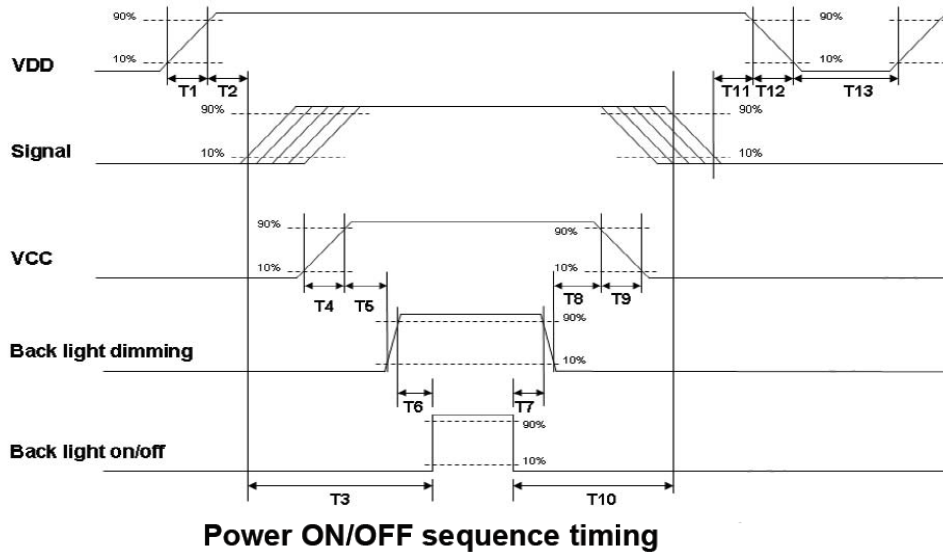 90%
90%
90%
VDD
10%
10%
10%
T1
T2
T11
T12
T13
90%
90%
Signal
10%
10%
90%
90%
VCC
10%
10%
T4
T5
T8
T9
90%
Back light dimming
10%
T6
T7
90%
Back light on/off
10%
T3
T10
Power ON/OFF sequence timing